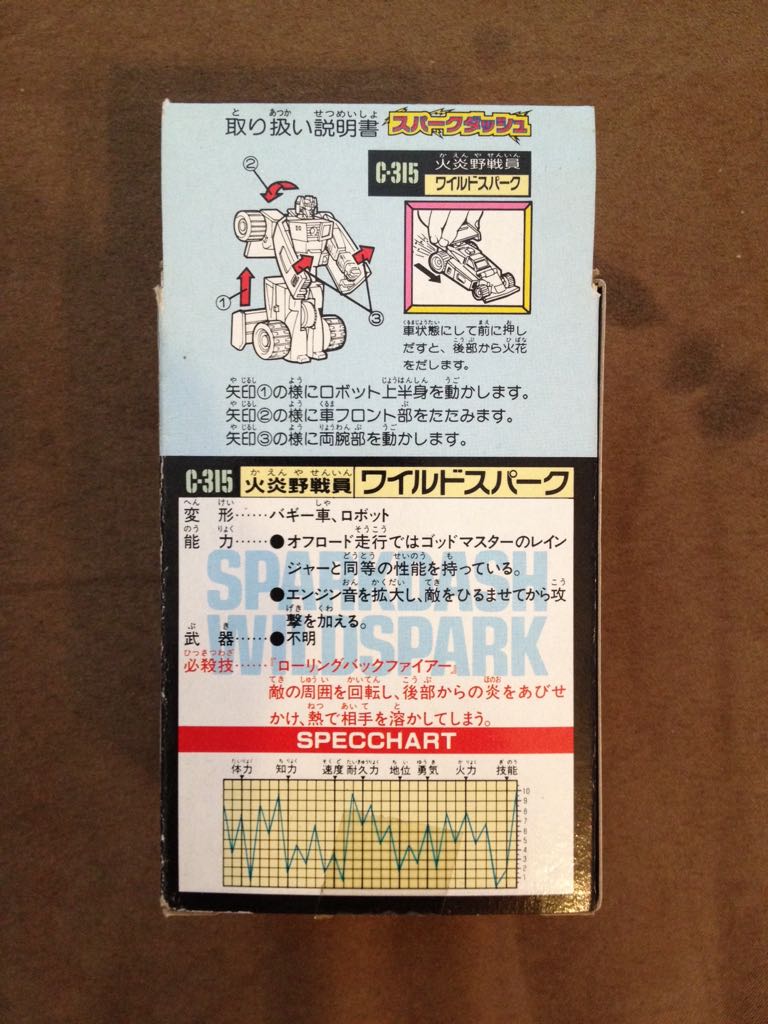 取り扱い説明書 スパークダッシュ
C-315 火炎野戦員
ワイルドスパーク
②
①
③
車状態にして前に押し
だすと、後部から火花
をだします。
矢印①の様にロボット上半身を動かします。
矢印②の様に車フロント部をたたみます。
矢印③の様に両腕部を動かします。
C-315 火炎野戦員 ワイルドスパーク
変形……バギー車、ロボット
能力……●オフロード走行ではゴッドマスターのレイン
ジャーと同等の性能を持っている。
●エンジン音を拡大し、敵をひるませてから攻
撃を加える。
武器……●不明
必殺技……『ローリングバックファイアー』
敵の周囲を回転し、後部からの炎をあびせ
かけ、熱で相手を溶かしてしまう。
SPARKDASH
WILDSPARK
SPECCHART
体力 知力 速度 耐久力 地位 勇気 火力 技能
10
9
8
7
6
5
4
3
2
1